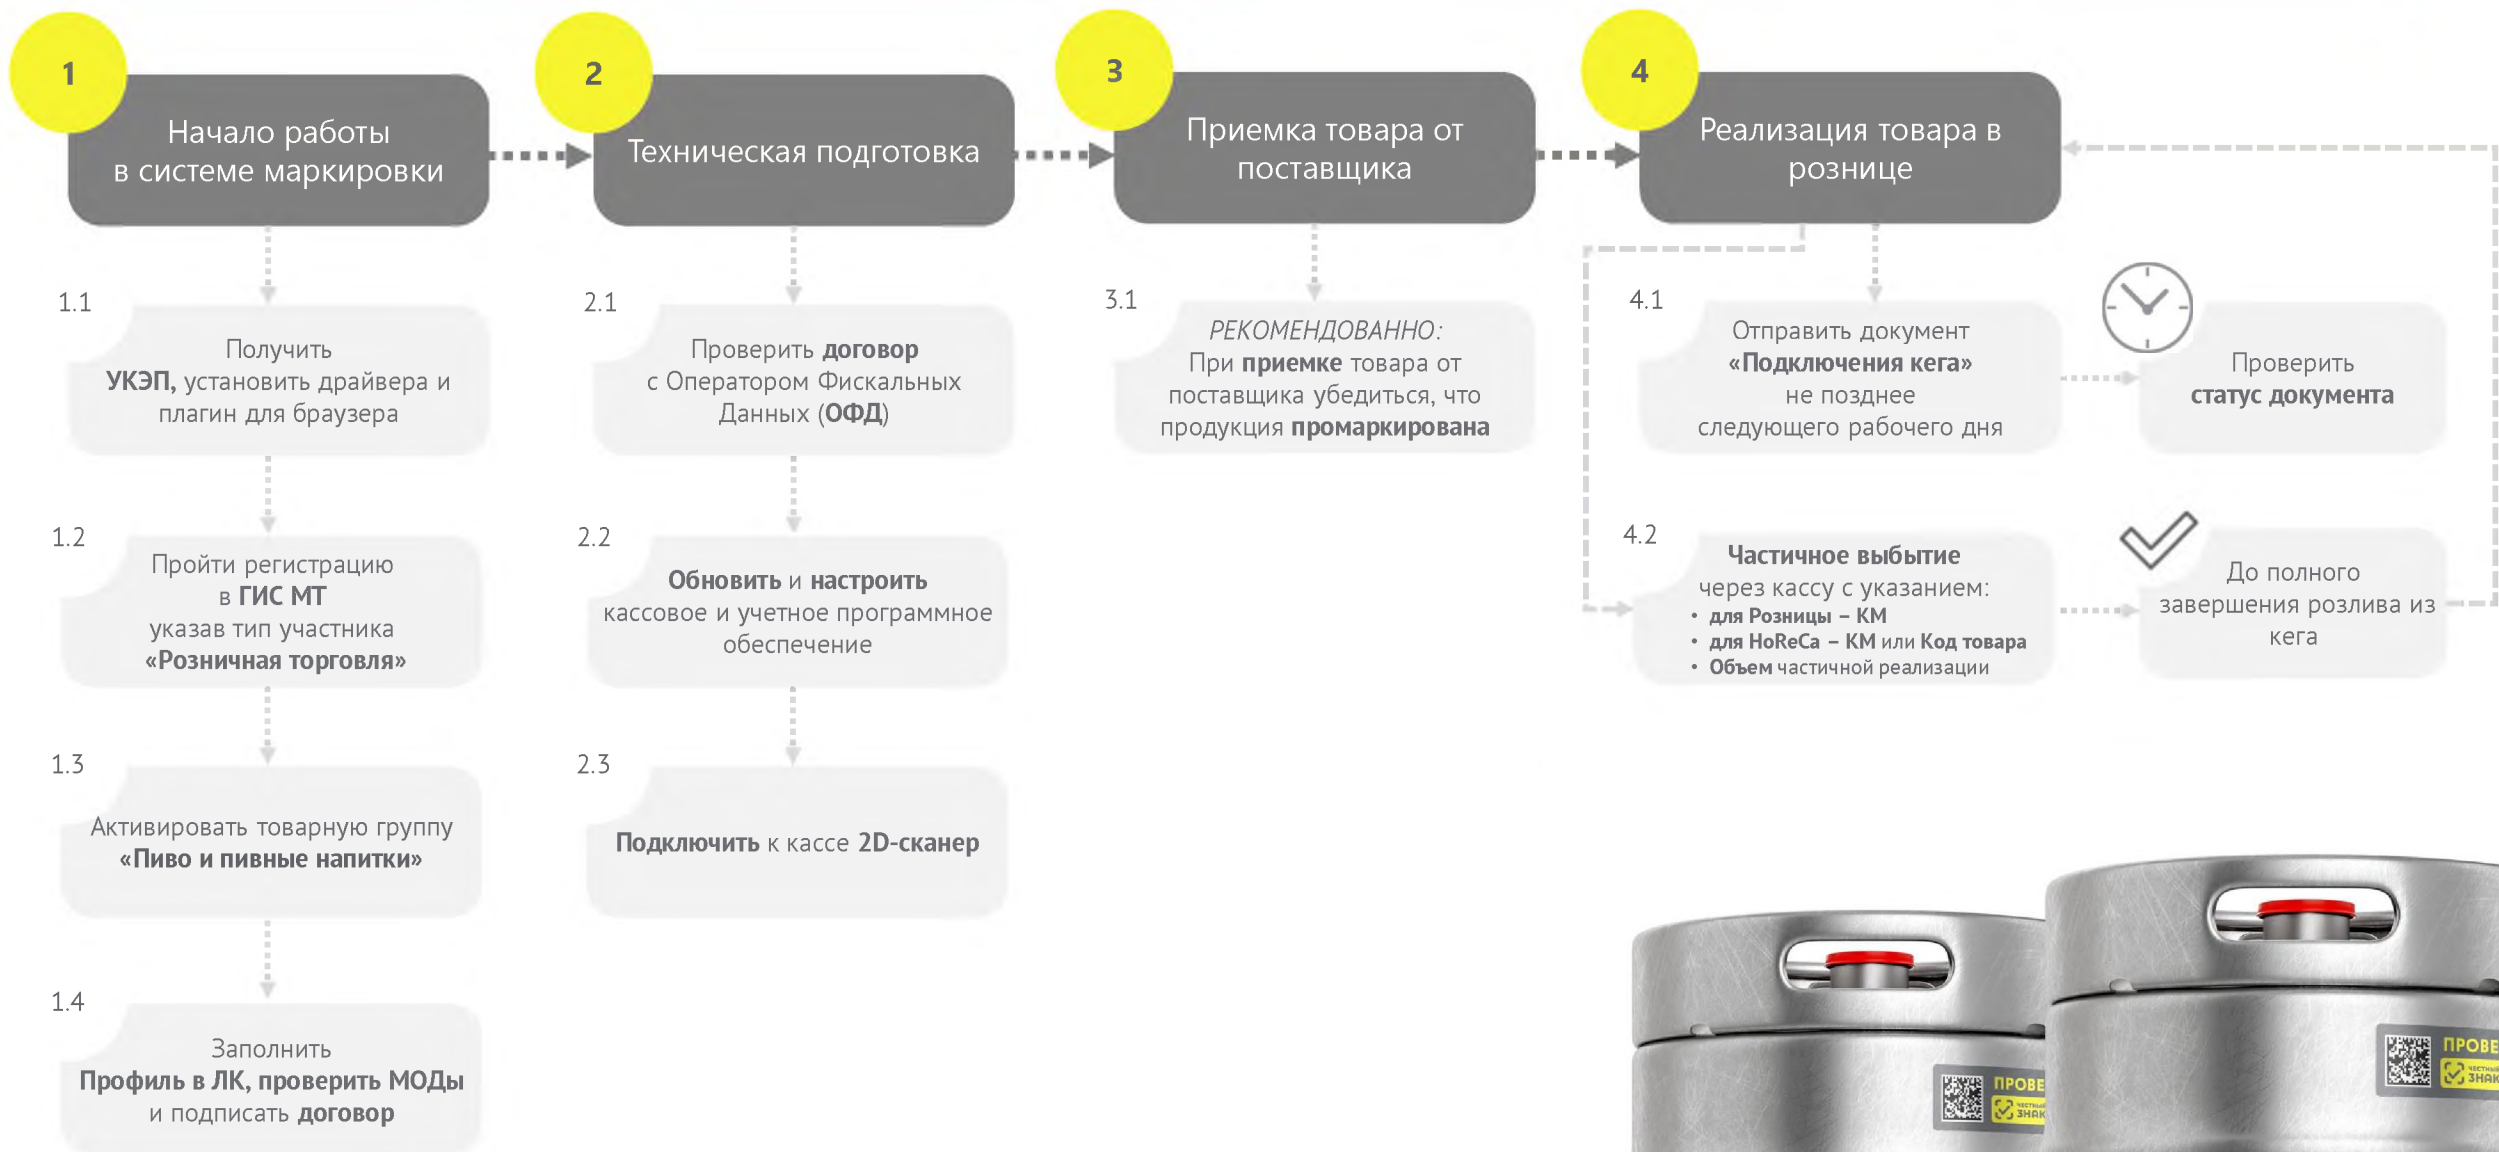 1
Начало работы
в системе маркировки
1.1
Получить
УКЭП, установить драйвера и
плагин для браузера
1.2
Пройти регистрацию
в ГИС МТ
указав тип участника
«Розничная торговля»
1.3
Активировать товарную группу
«Пиво и пивные напитки»
1.4
Заполнить
Профиль в ЛК, проверить МОДы
и подписать договор
2
Техническая подготовка
2.1
Проверить договор
с Оператором Фискальных
Данных (ОФД)
2.2
Обновить и настроить
кассовое и учетное программное
обеспечение
2.3
Подключить к кассе 2D-сканер
3
Приемка товара от
поставщика
3.1
РЕКОМЕНДОВАННО:
При приемке товара от
поставщика убедиться, что
продукция промаркирована
4
Реализация товара в
рознице
4.1
Отправить документ
«Подключения кега»
не позднее
следующего рабочего дня
Проверить
статус документа
4.2
Частичное выбытие
через кассу с указанием:
• для Розницы – КМ
• для HoReCa – КМ или Код товара
• Объем частичной реализации
До полного
завершения розлива из
кега
ПРОВЕ
ЧЕСТНЫЙ
ЗНАК
ПРОВЕ
ЧЕСТНЫЙ
ЗНАК